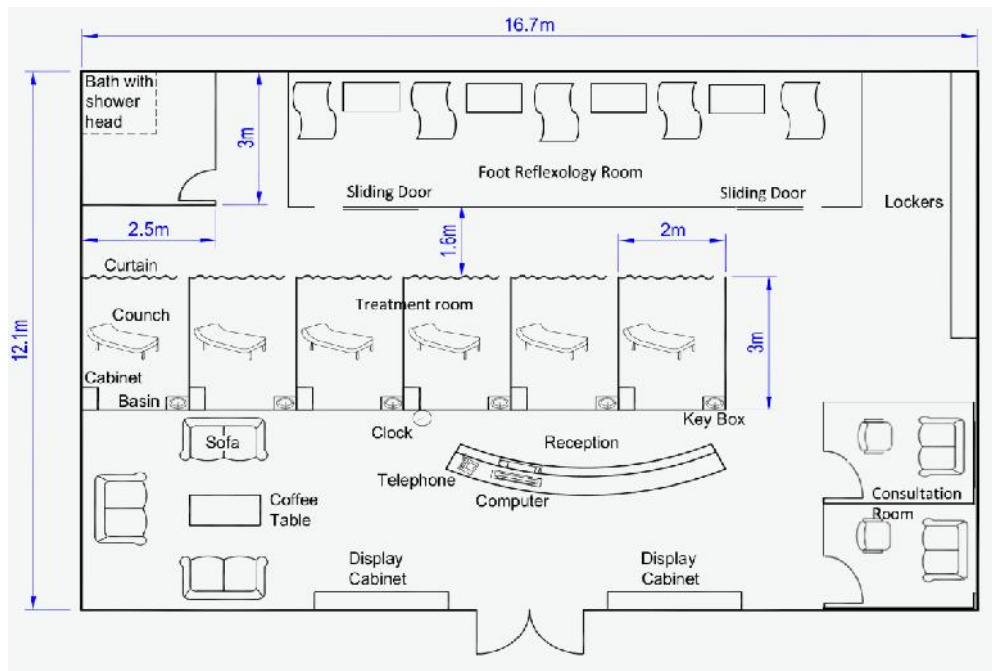 16.7m
Bath with
shower
head
3m
Foot Reflexology Room
Sliding Door
Sliding Door
Lockers
2.5m
1.6m
2m
Curtain
Treatment room
Counch
12.1m
3m
Cabinet
Basin
Key Box
Clock
Sofa
Reception
Telephone
Computer
Coffee
Table
Consultation
Room
Display
Cabinet
Display
Cabinet